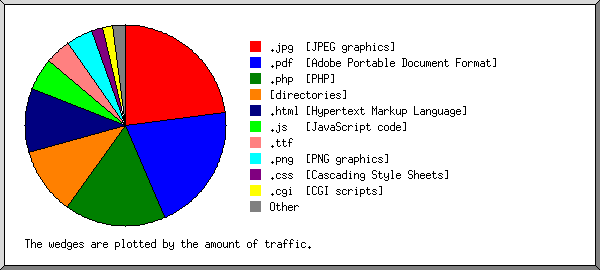 .jpg [JPEG graphics]
.pdf [Adobe Portable Document Format]
.php [PHP]
[directories]
.html [Hypertext Markup Language]
.js [JavaScript code]
.ttf
.png [PNG graphics]
.css [Cascading Style Sheets]
.cgi [CGI scripts]
Other
The wedges are plotted by the amount of traffic.